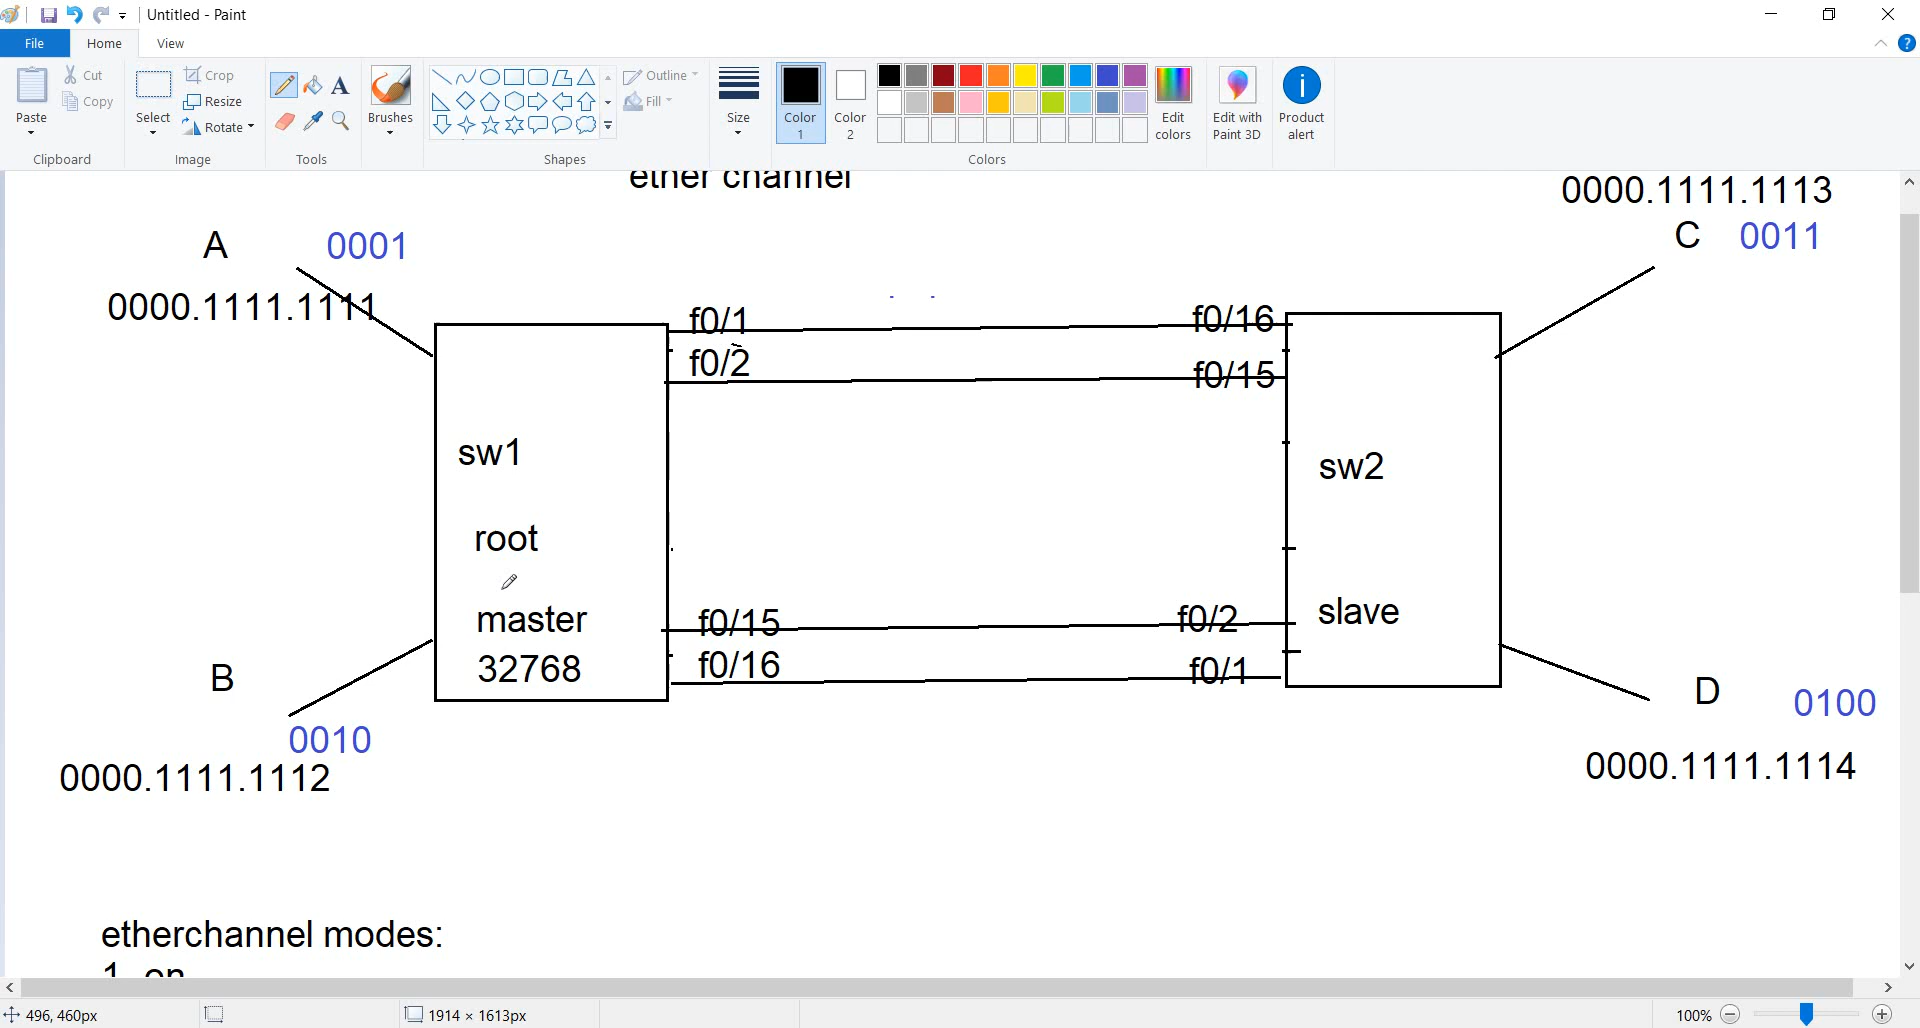 Untitled - Paint
File Home View
Paste
Cut
Copy
Clipboard
Select
Crop
Resize
Rotate
Image
A
Tools
Brushes
Outline
Fill
Shapes
Size
Color 1
Color 2
Colors
Edit colors
Edit with Paint 3D
Product alert
ether channel
0000.1111.1113
A 0001
C 0011
0000.1111.1111
f0/1 f0/16
f0/2 f0/15
sw1 sw2
root
master slave
32768
f0/15 f0/2
f0/16 f0/1
B
D 0100
0010
0000.1111.1112
0000.1111.1114
etherchannel modes:
1. on
496, 460px
1914 × 1613px
100%